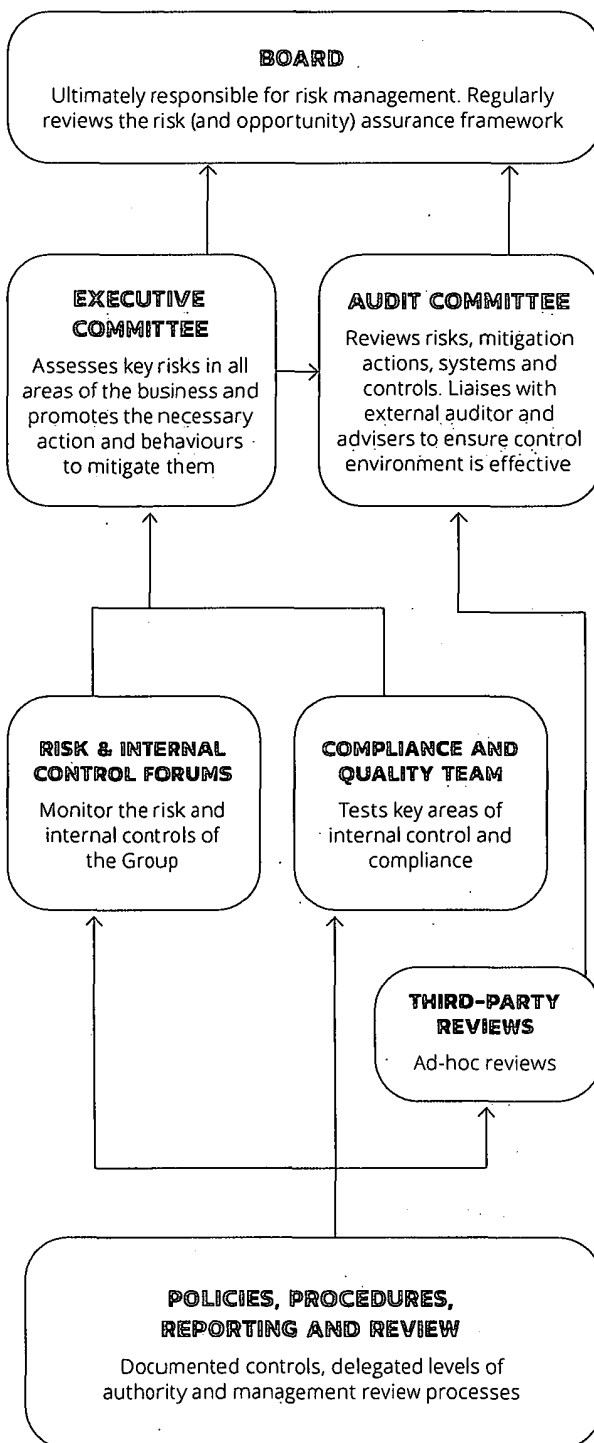 BOARD
Ultimately responsible for risk management. Regularly
reviews the risk (and opportunity) assurance framework
EXECUTIVE
COMMITTEE
Assesses key risks in all
areas of the business and
promotes the necessary
action and behaviours
to mitigate them
AUDIT COMMITTEE
Reviews risks, mitigation
actions, systems and
controls. Liaises with
external auditor and
advisers to ensure control
environment is effective
RISK & INTERNAL
CONTROL FORUMS
Monitor the risk and
internal controls of
the Group
COMPLIANCE AND
QUALITY TEAM
Tests key areas of
internal control and
compliance
THIRD-PARTY
REVIEWS
Ad-hoc reviews
POLICIES, PROCEDURES,
REPORTING AND REVIEW
Documented controls, delegated levels of
authority and management review processes